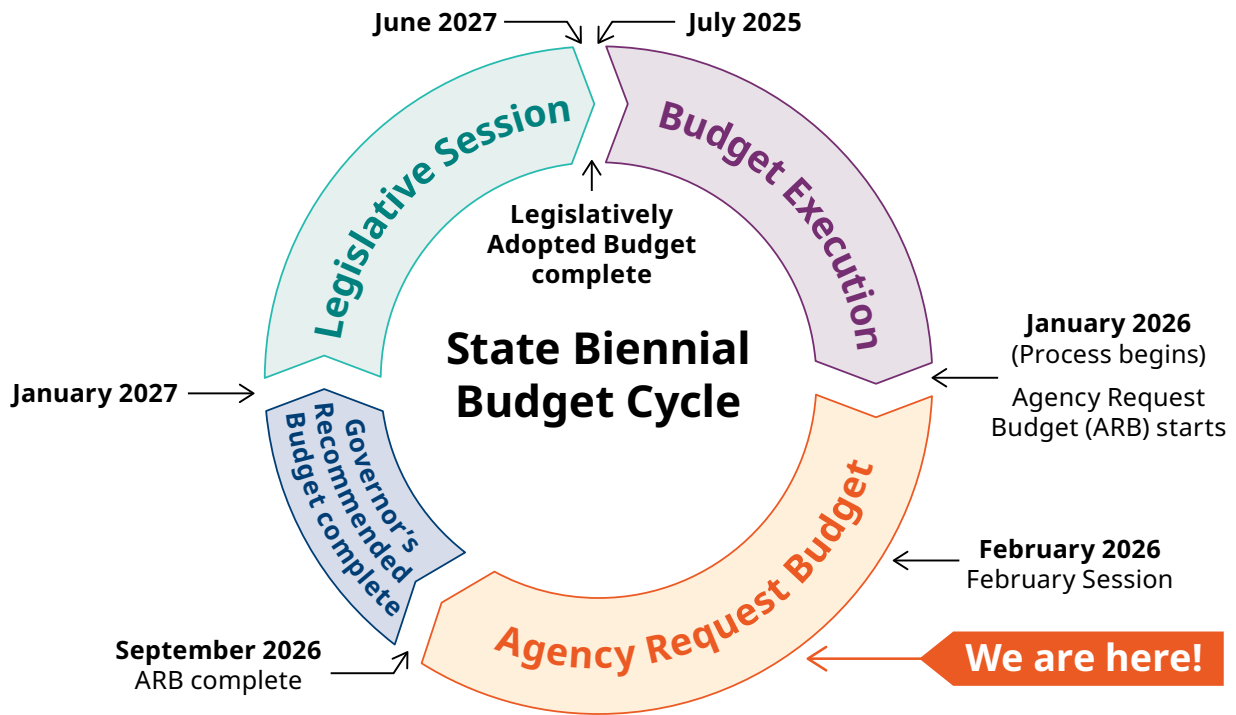 June 2027
July 2025
Legislative Session
Budget Execution
Legislatively
Adopted Budget
complete
State Biennial
Budget Cycle
January 2026
(Process begins)
Agency Request
Budget (ARB) starts
January 2027
Governor’s
Recommended
Budget complete
Agency Request Budget
February 2026
February Session
We are here!
September 2026
ARB complete